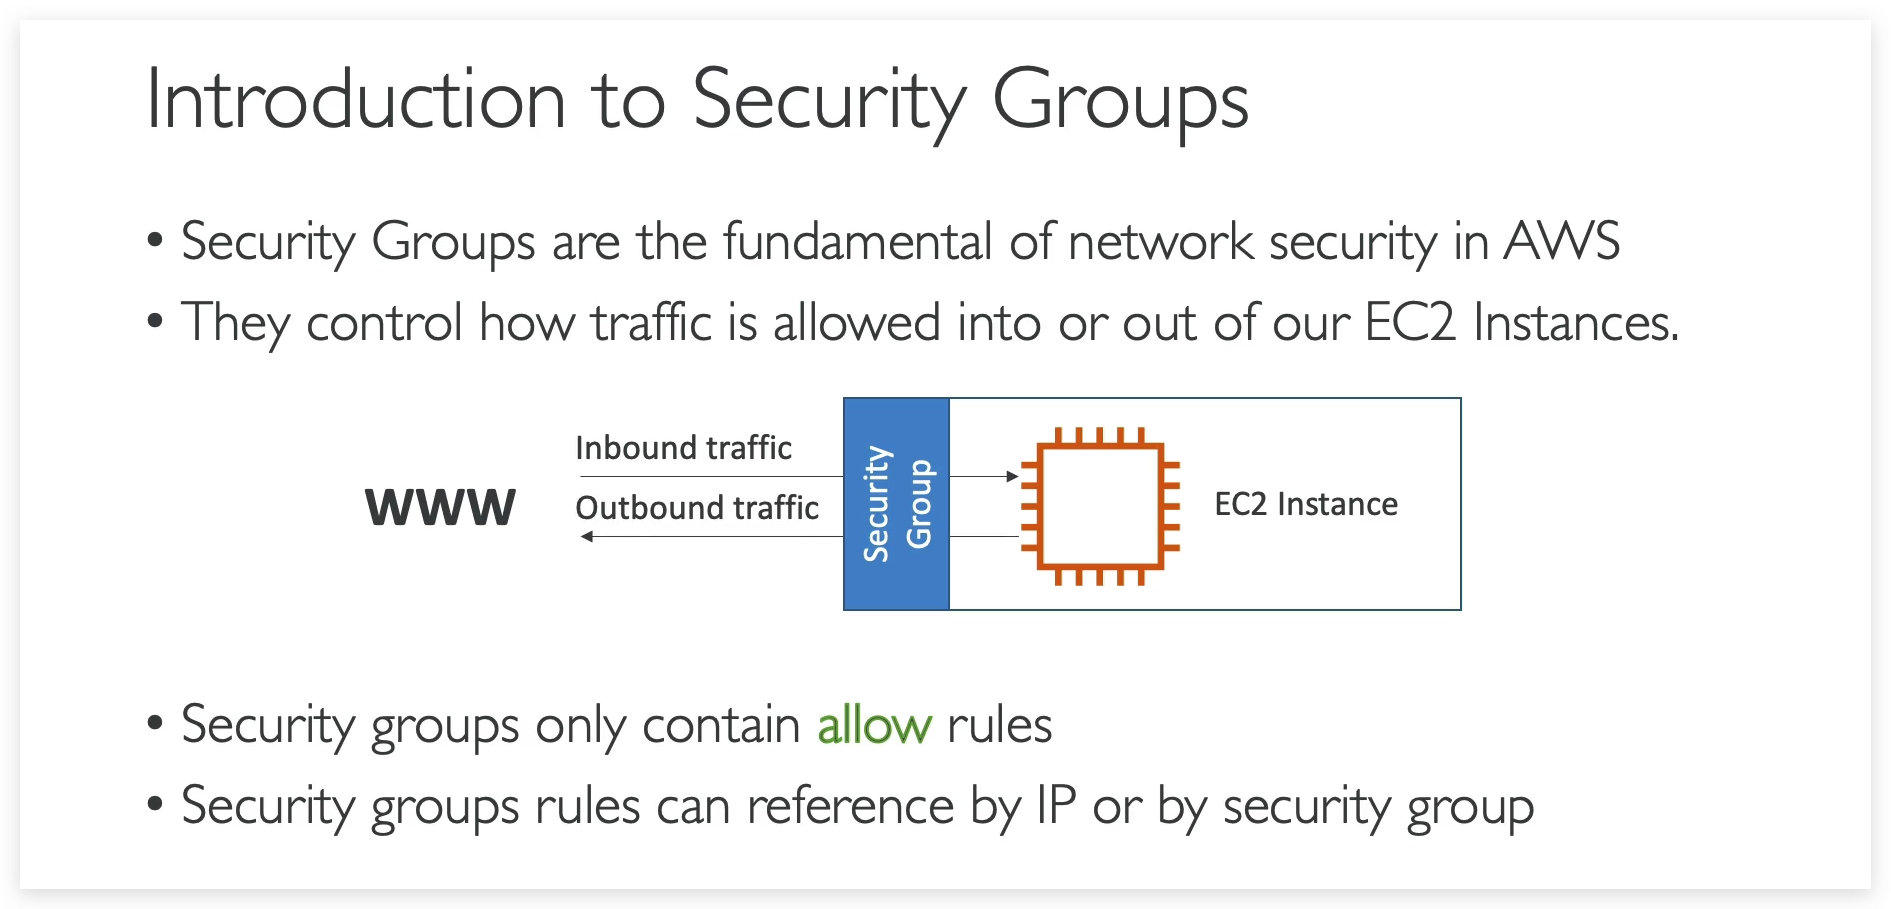 Introduction to Security Groups
• Security Groups are the fundamental of network security in AWS
• They control how traffic is allowed into or out of our EC2 Instances.
Inbound traffic
WWW
Outbound traffic
Security
Group
EC2 Instance
• Security groups only contain allow rules
• Security groups rules can reference by IP or by security group